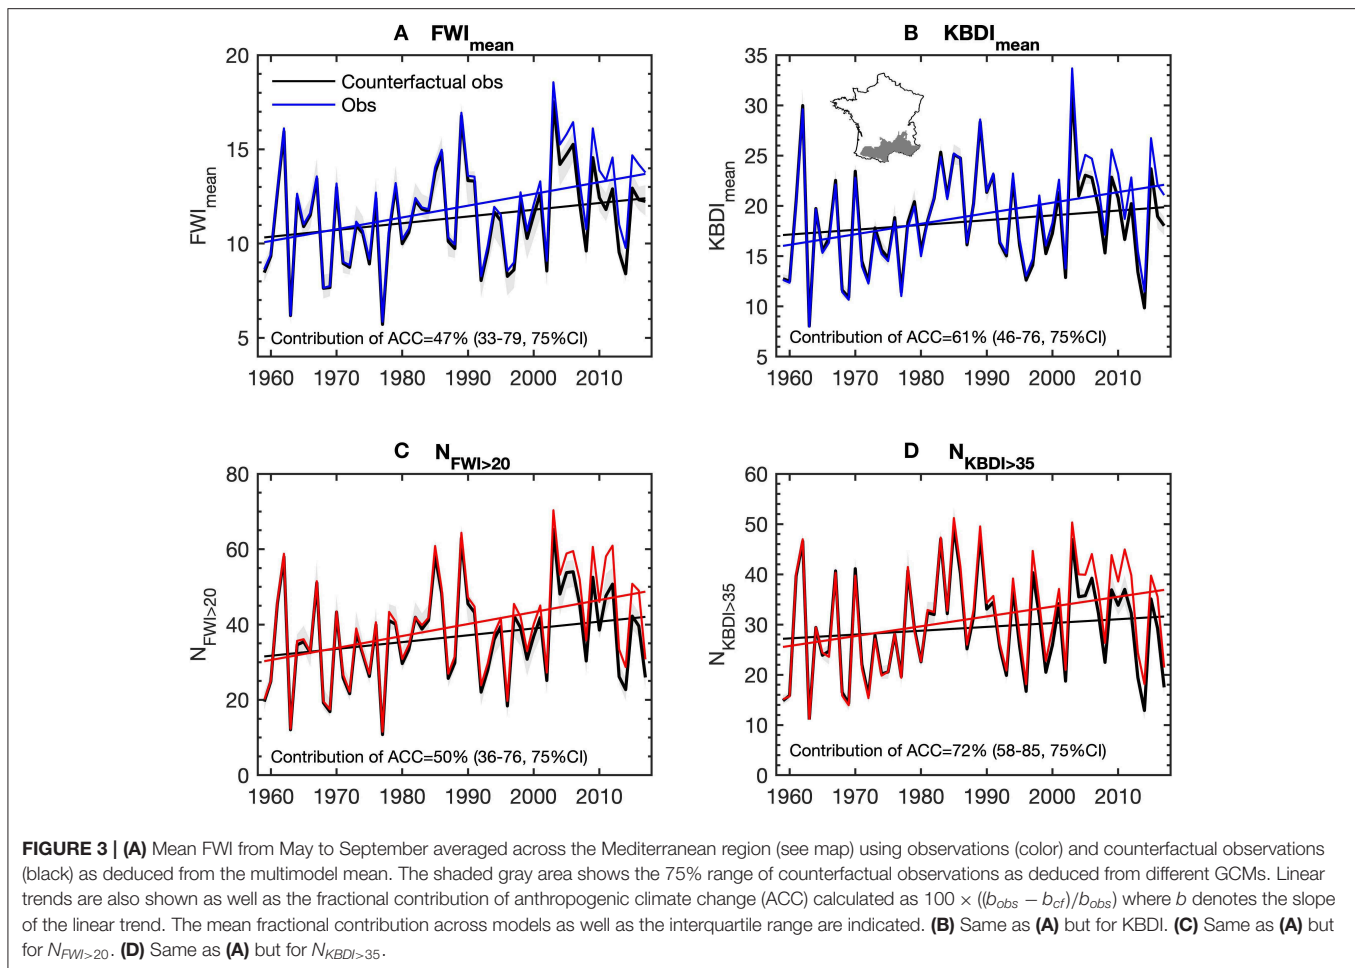 A FWI_mean
B KBDI_mean
20
15
10
5
FWI_mean
Counterfactual obs
Obs
Contribution of ACC=47% (33-79, 75%CI)
1960 1970 1980 1990 2000 2010
35
30
25
20
15
10
5
KBDI_mean
Contribution of ACC=61% (46-76, 75%CI)
1960 1970 1980 1990 2000 2010
C N_FWI>20
D N_KBDI>35
80
60
40
20
0
N_FWI>20
Contribution of ACC=50% (36-76, 75%CI)
1960 1970 1980 1990 2000 2010
60
50
40
30
20
10
0
N_KBDI>35
Contribution of ACC=72% (58-85, 75%CI)
1960 1970 1980 1990 2000 2010
FIGURE 3 | (A) Mean FWI from May to September averaged across the Mediterranean region (see map) using observations (color) and counterfactual observations
(black) as deduced from the multimodel mean. The shaded gray area shows the 75% range of counterfactual observations as deduced from different GCMs. Linear
trends are also shown as well as the fractional contribution of anthropogenic climate change (ACC) calculated as 100 × ((b_obs − b_cf)/b_obs) where b denotes the slope
of the linear trend. The mean fractional contribution across models as well as the interquartile range are indicated. (B) Same as (A) but for KBDI. (C) Same as (A) but
for N_FWI>20. (D) Same as (A) but for N_KBDI>35.